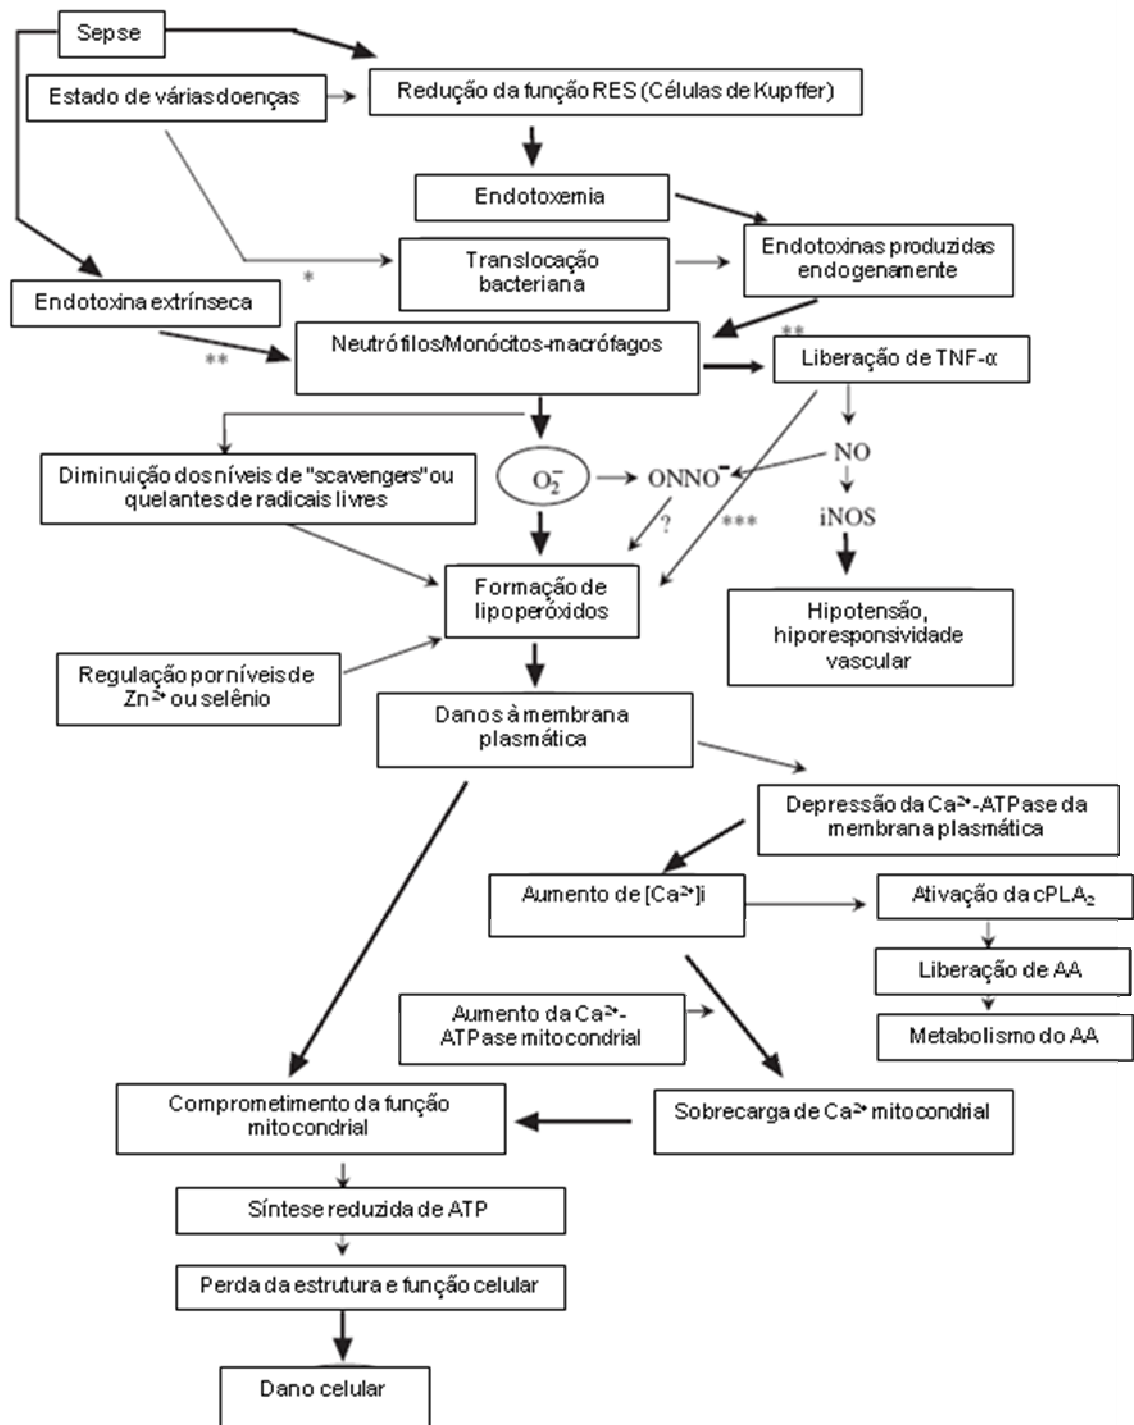 Sepse
Estado de várias doenças
Redução da função RES (Células de Kupffer)
Endotoxemia
Endotoxinas produzidas
endogenamente
Translocação
bacteriana
*
Endotoxina extrínseca
**
**
Neutrófilos/Monócitos-macrófagos
Liberação de TNF-α
Diminuição dos níveis de "scavengers" ou
quelantes de radicais livres
O₂⁻
ONNO⁻
NO
?
***
iNOS
Formação de
lipoperóxidos
Hipotensão,
hiporesponsividade
vascular
Regulação por níveis de
Zn²⁺ ou selênio
Danos à membrana
plasmática
Depressão da Ca²⁺-ATPase da
membrana plasmática
Aumento de [Ca²⁺]i
Ativação da cPLA₂
Liberação de AA
Aumento da Ca²⁺-
ATPase mitocondrial
Metabolismo do AA
Comprometimento da função
mitocondrial
Sobrecarga de Ca²⁺ mitocondrial
Síntese reduzida de ATP
Perda da estrutura e função celular
Dano celular